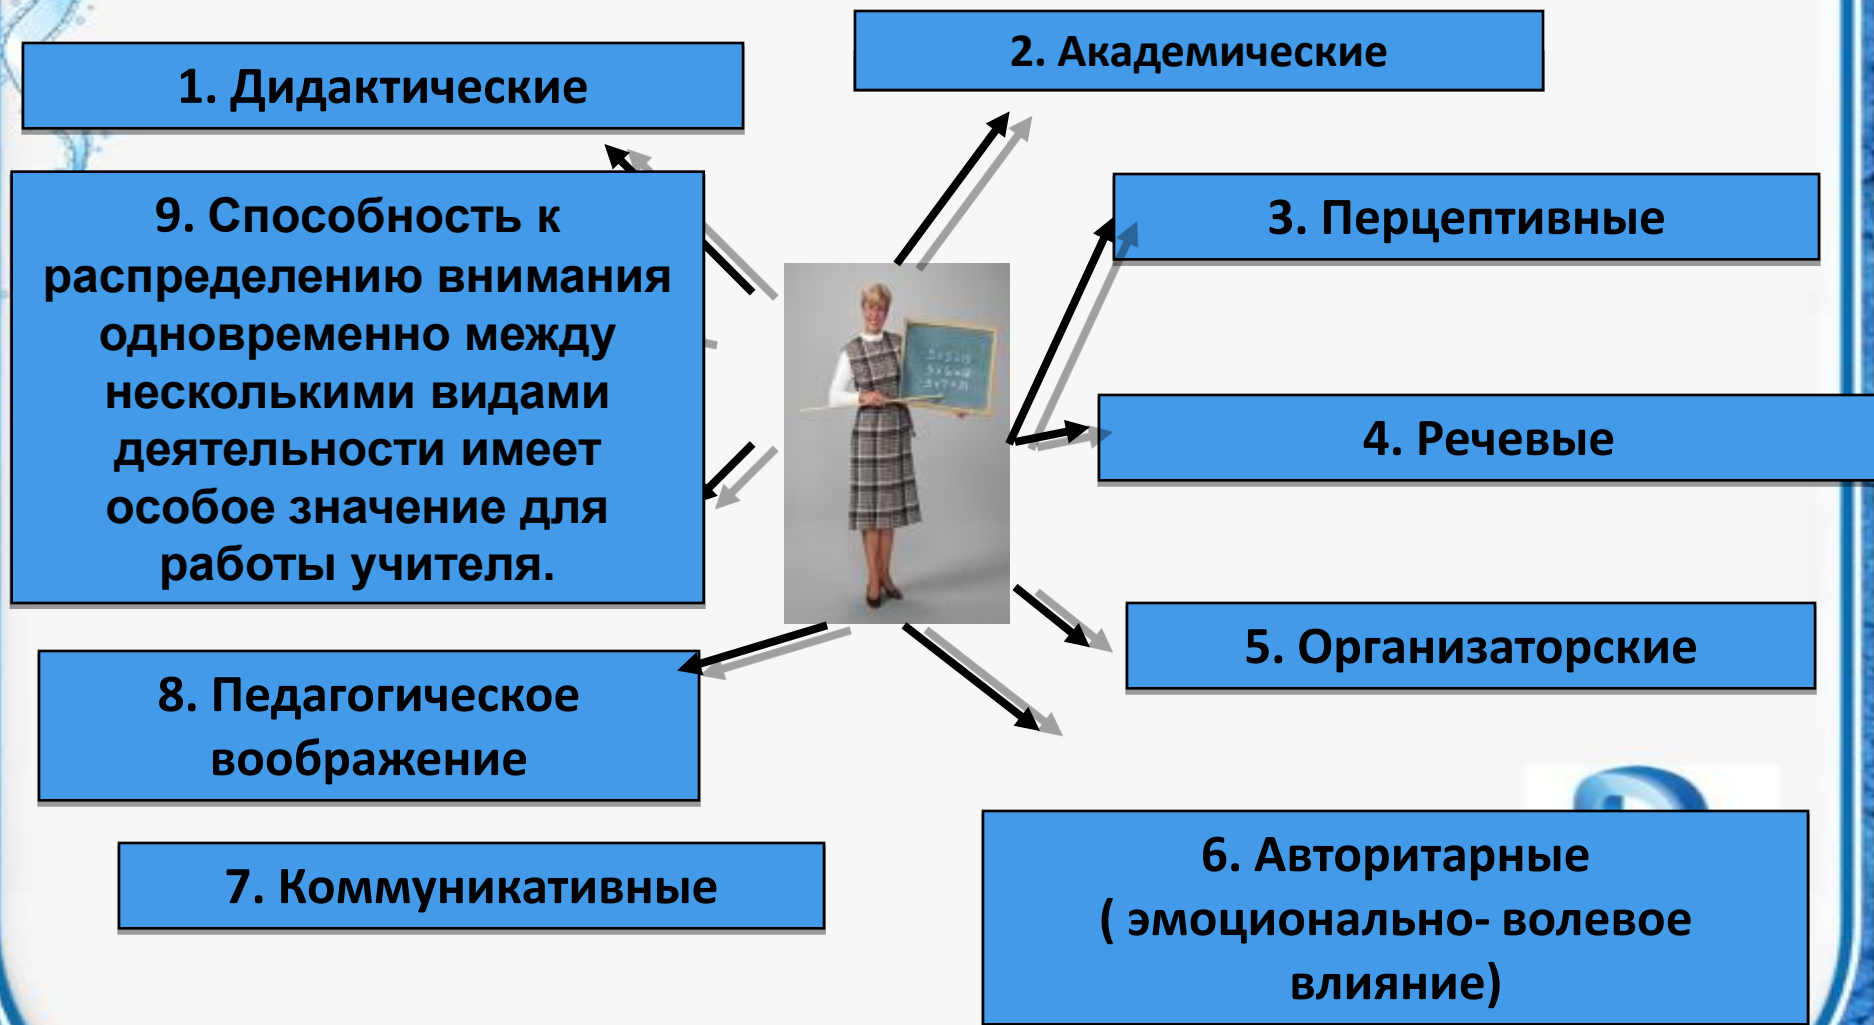 1. Дидактические
2. Академические
3. Перцептивные
4. Речевые
5. Организаторские
6. Авторитарные
( эмоционально- волевое
влияние)
7. Коммуникативные
8. Педагогическое
воображение
9. Способность к
распределению внимания
одновременно между
несколькими видами
деятельности имеет
особое значение для
работы учителя.